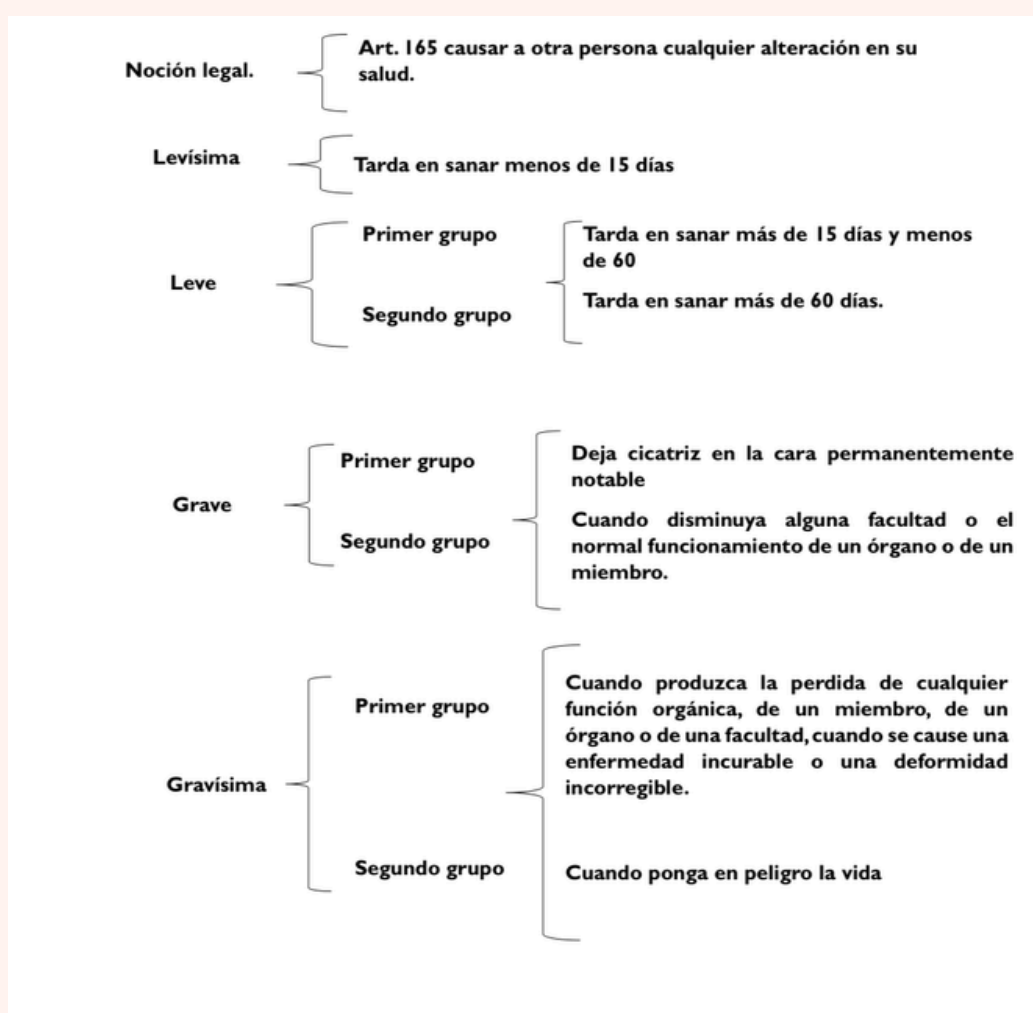 Noción legal.
Art. 165 causar a otra persona cualquier alteración en su
salud.
Levísima
Tarda en sanar menos de 15 días
Leve
Primer grupo
Tarda en sanar más de 15 días y menos
de 60
Segundo grupo
Tarda en sanar más de 60 días.
Grave
Primer grupo
Deja cicatriz en la cara permanentemente
notable
Segundo grupo
Cuando disminuya alguna facultad o el
normal funcionamiento de un órgano o de un
miembro.
Gravísima
Primer grupo
Cuando produzca la perdida de cualquier
función orgánica, de un miembro, de un
órgano o de una facultad, cuando se cause una
enfermedad incurable o una deformidad
incorregible.
Segundo grupo
Cuando ponga en peligro la vida